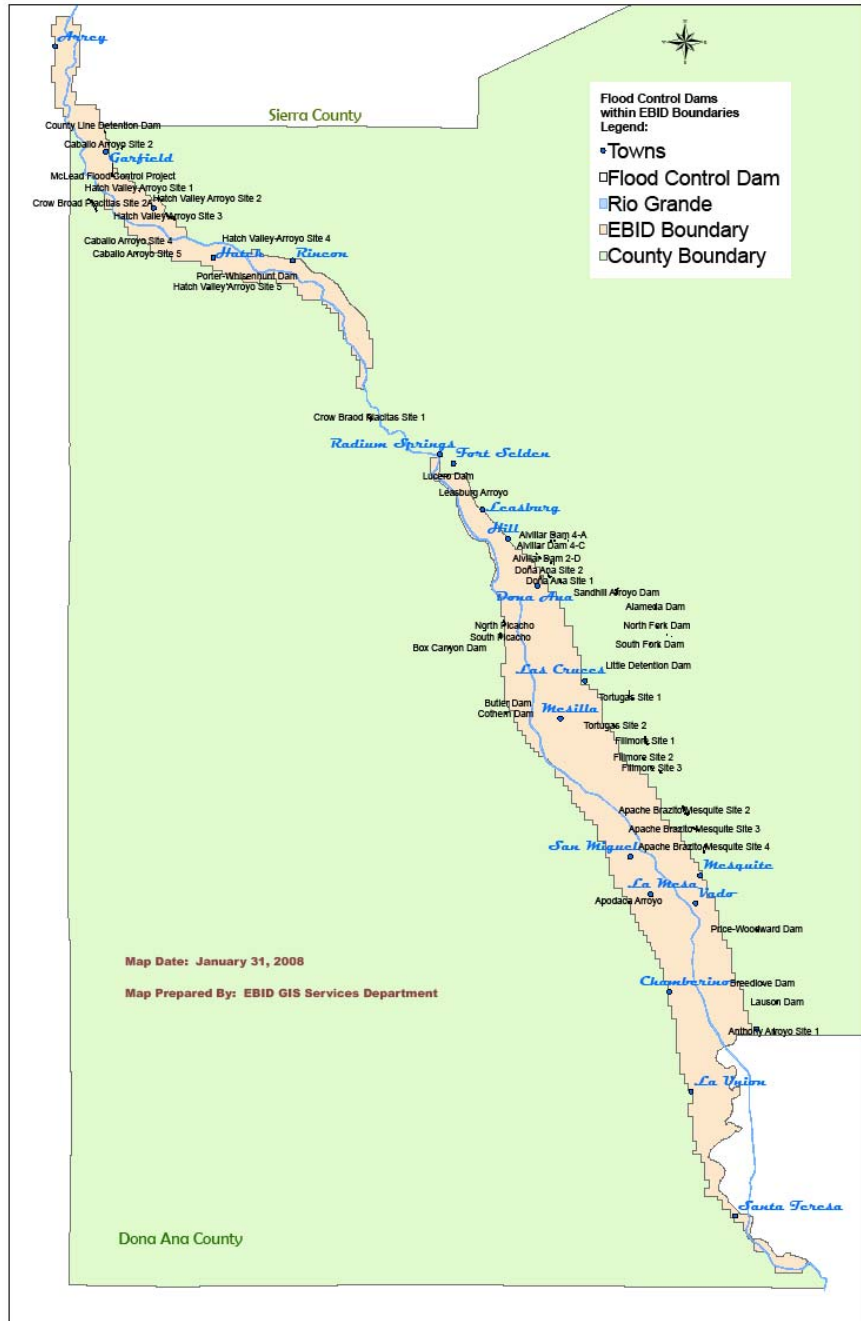 Arrey
Sierra County
Flood Control Dams
within EBID Boundaries
Legend:
Towns
Flood Control Dam
Rio Grande
EBID Boundary
County Boundary
County Line Detention Dam
Caballo Arroyo Site 2
Garfield
McLead Flood Control Project
Hatch Valley Arroyo Site 1
Hatch Valley Arroyo Site 2
Crow Broad Placitas Site 2A
Hatch Valley Arroyo Site 3
Caballo Arroyo Site 4
Hatch Valley Arroyo Site 4
Caballo Arroyo Site 5
Hatch
Rincon
Porter-Whisenhunt Dam
Hatch Valley Arroyo Site 5
Crow Braod Placitas Site 1
Radium Springs
Fort Selden
Lucero Dam
Leasburg Arroyo
Leasburg
Hill
Alvillar Dam 4-A
Alvillar Dam 4-C
Alvillar Dam 2-D
Dona Ana Site 2
Dona Ana Site 1
Dona Ana
Sandhill Arroyo Dam
Alameda Dam
North Picacho
North Fork Dam
South Picacho
South Fork Dam
Box Canyon Dam
Little Detention Dam
Las Cruces
Tortugas Site 1
Butler Dam
Mesilla
Cothern Dam
Tortugas Site 2
Fillmore Site 1
Fillmore Site 2
Fillmore Site 3
Apache Brazito Mesquite Site 2
Apache Brazito Mesquite Site 3
San Miguel
Apache Brazito Mesquite Site 4
Mesquite
La Mesa
Vado
Apodaca Arroyo
Price-Woodward Dam
Map Date: January 31, 2008
Map Prepared By: EBID GIS Services Department
Chamberino
Breedlove Dam
Lauson Dam
Anthony Arroyo Site 1
La Union
Santa Teresa
Dona Ana County